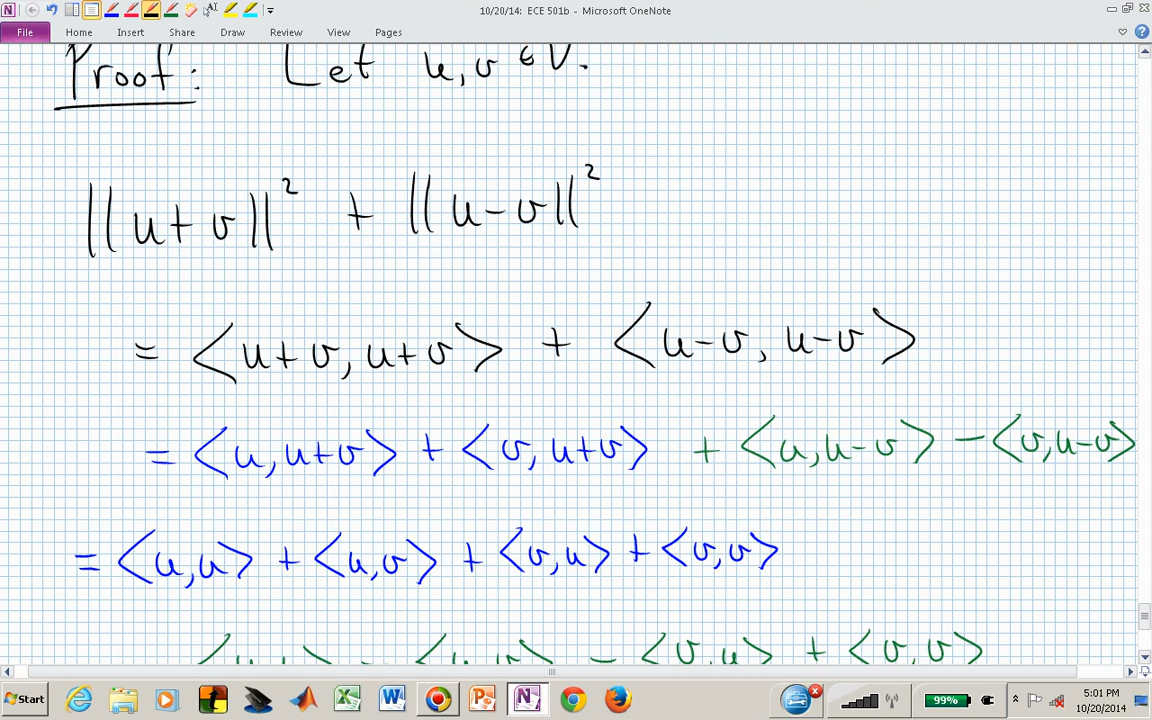 10/20/14: ECE 501b - Microsoft OneNote
File Home Insert Share Draw Review View Pages
Proof: Let u, v ∈ V.
||u+v||² + ||u-v||²
= <u+v, u+v> + <u-v, u-v>
= <u, u+v> + <v, u+v> + <u, u-v> - <v, u-v>
= <u,u> + <u,v> + <v,u> + <v,v>
<u,u> - <u,v> - <v,u> + <v,v>
Start 99% 5:01 PM
10/20/2014